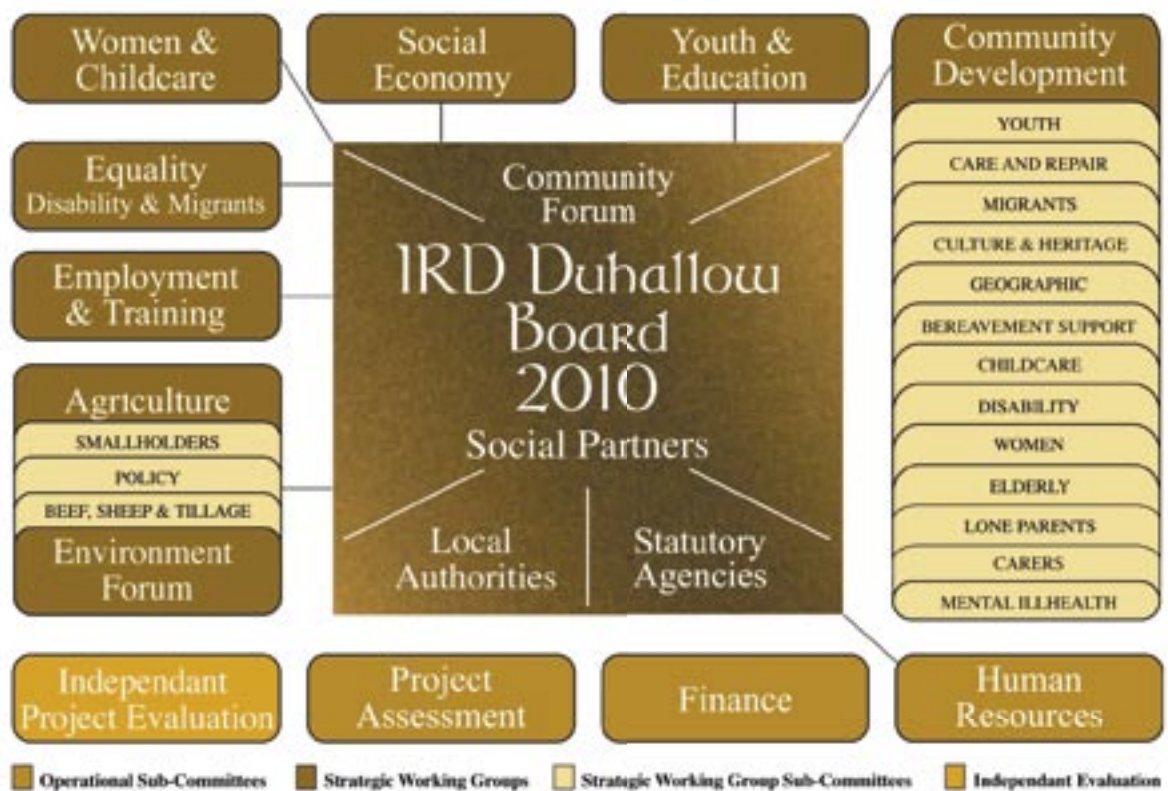 Women &
Childcare
Social
Economy
Youth &
Education
Community
Development
YOUTH
CARE AND REPAIR
MIGRANTS
CULTURE & HERITAGE
GEOGRAPHIC
BEREAVEMENT SUPPORT
CHILDCARE
DISABILITY
WOMEN
ELDERLY
LONE PARENTS
CARERS
MENTAL ILLHEALTH
Equality
Disability & Migrants
Employment
& Training
Agriculture
SMALLHOLDERS
POLICY
BEEF, SHEEP & TILLAGE
Environment
Forum
Community
Forum
IRD Duhallow
Board
2010
Social Partners
Local
Authorities
Statutory
Agencies
Independant
Project Evaluation
Project
Assessment
Finance
Human
Resources
Operational Sub-Committees
Strategic Working Groups
Strategic Working Group Sub-Committees
Independant Evaluation